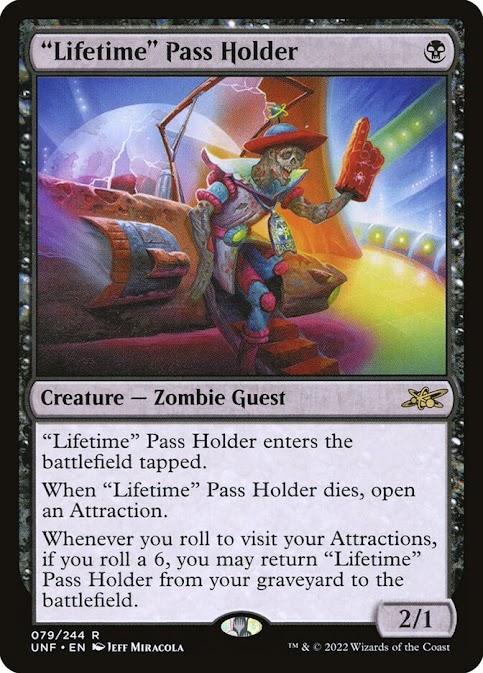 “Lifetime” Pass Holder
Creature — Zombie Guest
“Lifetime” Pass Holder enters the
battlefield tapped.
When “Lifetime” Pass Holder dies, open
an Attraction.
Whenever you roll to visit your Attractions,
if you roll a 6, you may return “Lifetime”
Pass Holder from your graveyard to the
battlefield.
2/1
079/244 R
UNF • EN Jeff Miracola
™ & © 2022 Wizards of the Coast